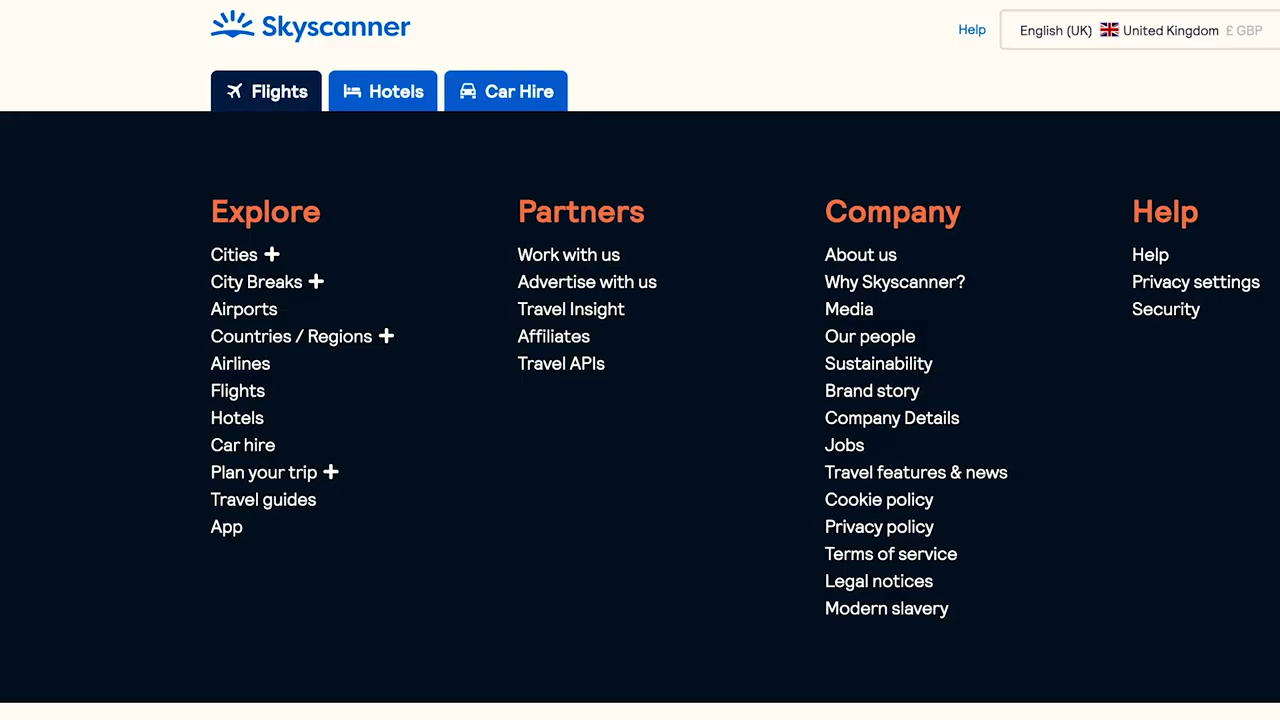 Skyscanner
Help
English (UK) United Kingdom £ GBP
Flights
Hotels
Car Hire
Explore
Cities +
City Breaks +
Airports
Countries / Regions +
Airlines
Flights
Hotels
Car hire
Plan your trip +
Travel guides
App
Partners
Work with us
Advertise with us
Travel Insight
Affiliates
Travel APIs
Company
About us
Why Skyscanner?
Media
Our people
Sustainability
Brand story
Company Details
Jobs
Travel features & news
Cookie policy
Privacy policy
Terms of service
Legal notices
Modern slavery
Help
Help
Privacy settings
Security